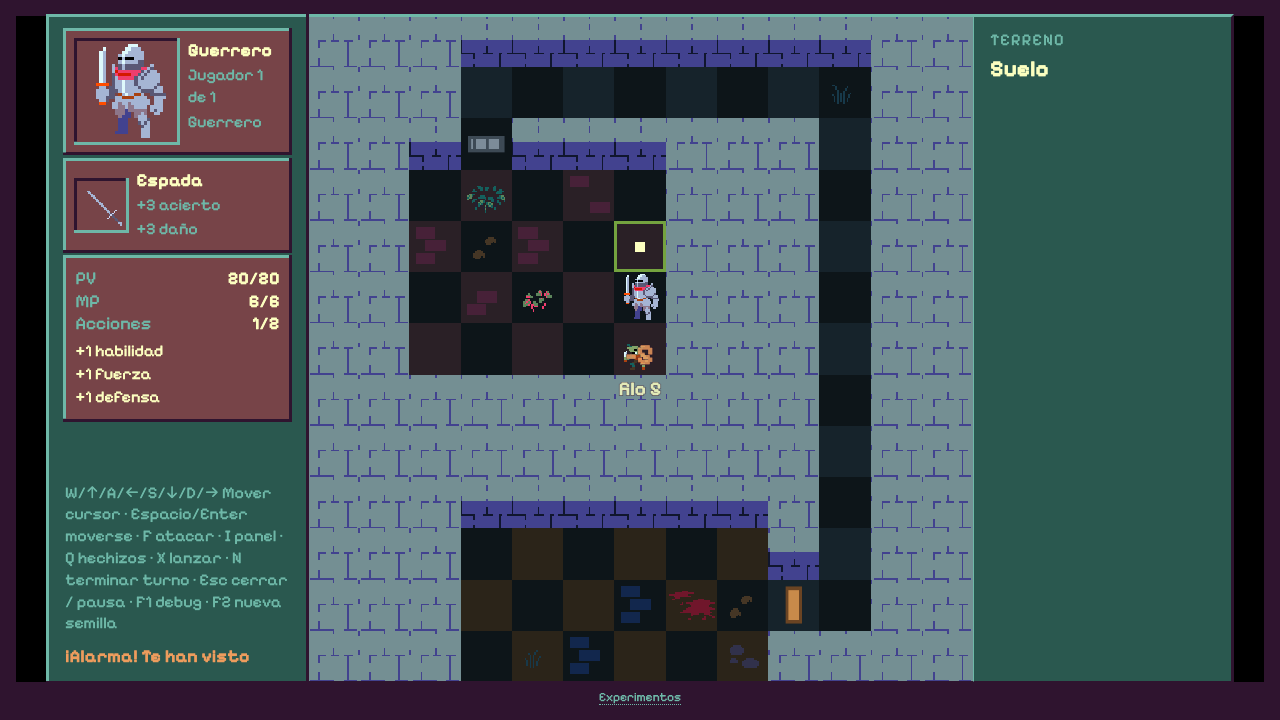 Guerrero
Jugador 1
de 1
Guerrero
Espada
+3 acierto
+3 daño
PV 80/80
MP 6/6
Acciones 1/8
+1 habilidad
+1 fuerza
+1 defensa
W/↑/A/←/S/↓/D/→ Mover
cursor · Espacio/Enter
moverse · F atacar · I panel ·
Q hechizos · X lanzar · N
terminar turno · Esc cerrar
/ pausa · F1 debug · F2 nueva
semilla
¡Alarma! Te han visto
Alo S
TERRENO
Suelo
Experimentos